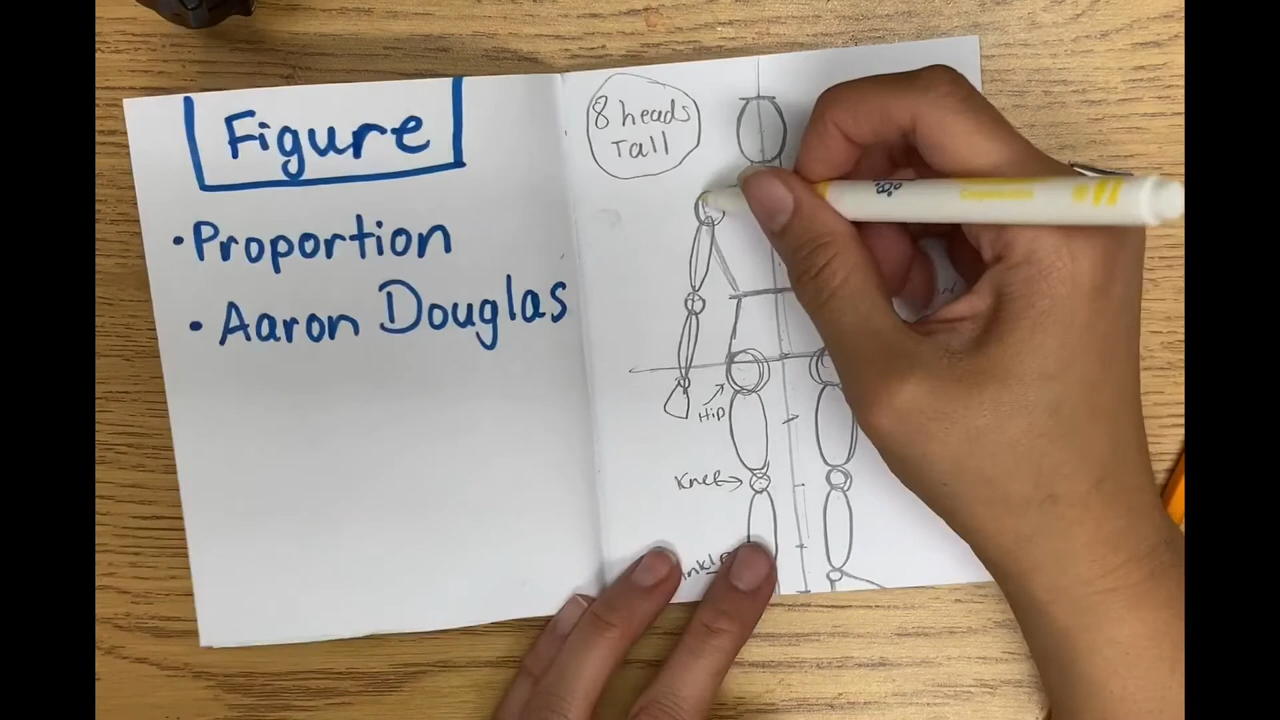 Figure
• Proportion
• Aaron Douglas
8 heads
Tall
Hip
Knee